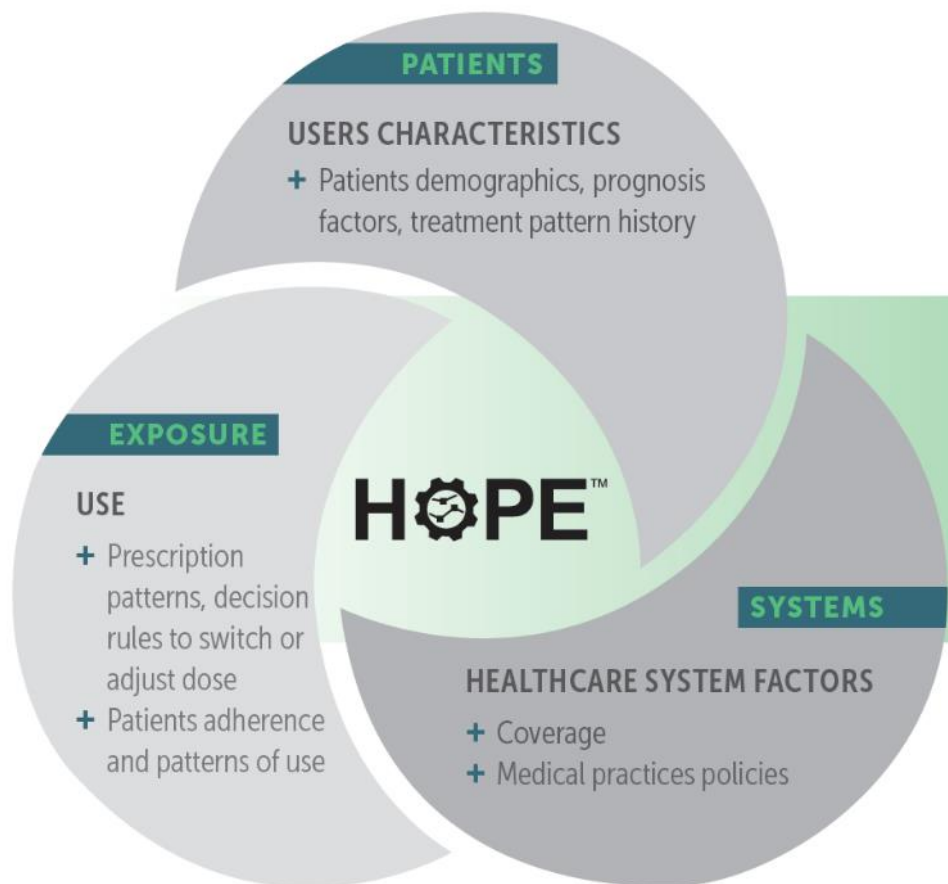 PATIENTS
USERS CHARACTERISTICS
+ Patients demographics, prognosis
factors, treatment pattern history
EXPOSURE
USE
+ Prescription
patterns, decision
rules to switch or
adjust dose
+ Patients adherence
and patterns of use
HOPE™
SYSTEMS
HEALTHCARE SYSTEM FACTORS
+ Coverage
+ Medical practices policies